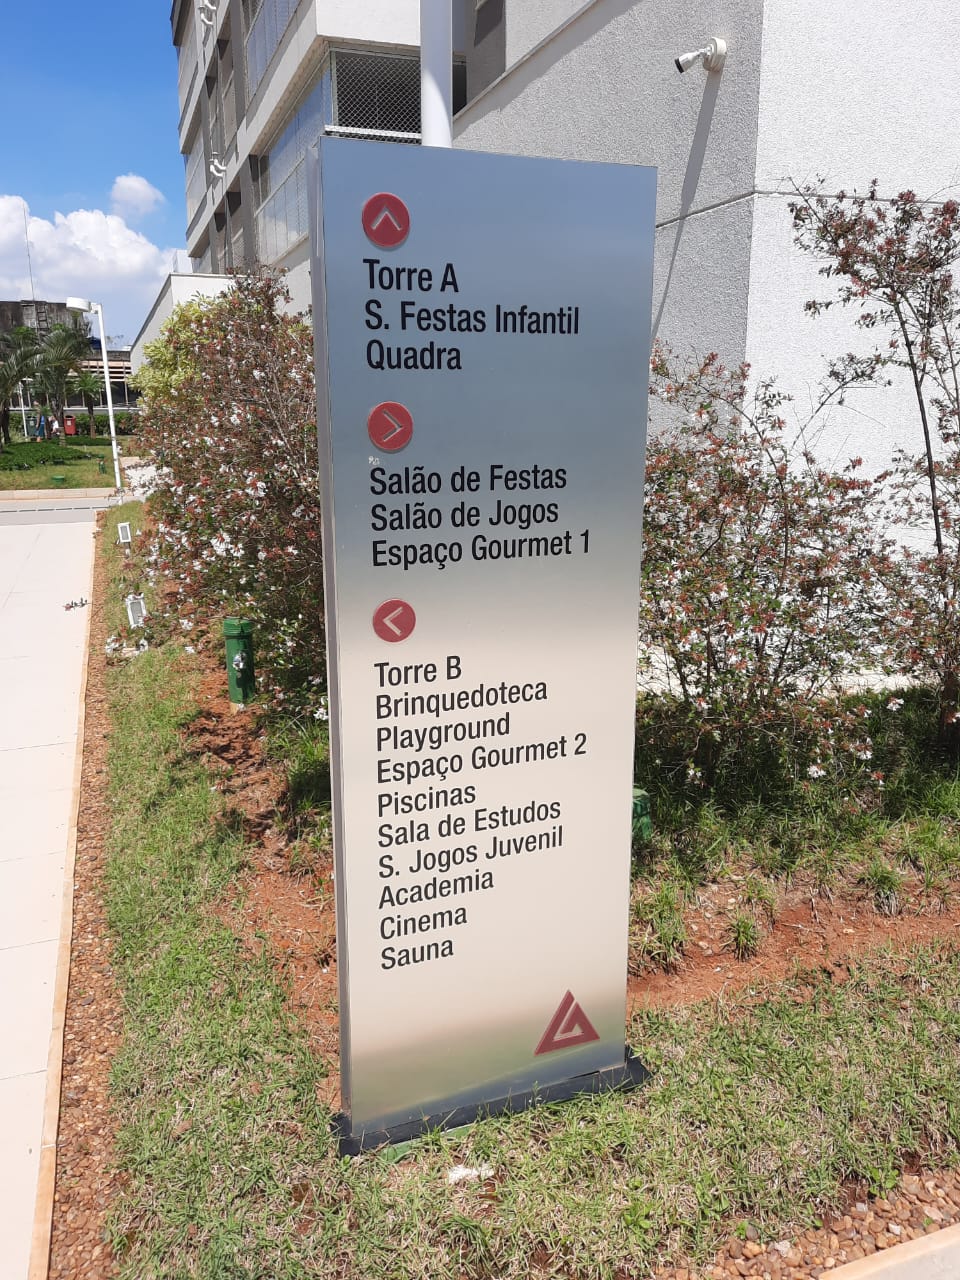 Torre A
S. Festas Infantil
Quadra
Salão de Festas
Salão de Jogos
Espaço Gourmet 1
Torre B
Brinquedoteca
Playground
Espaço Gourmet 2
Piscinas
Sala de Estudos
S. Jogos Juvenil
Academia
Cinema
Sauna